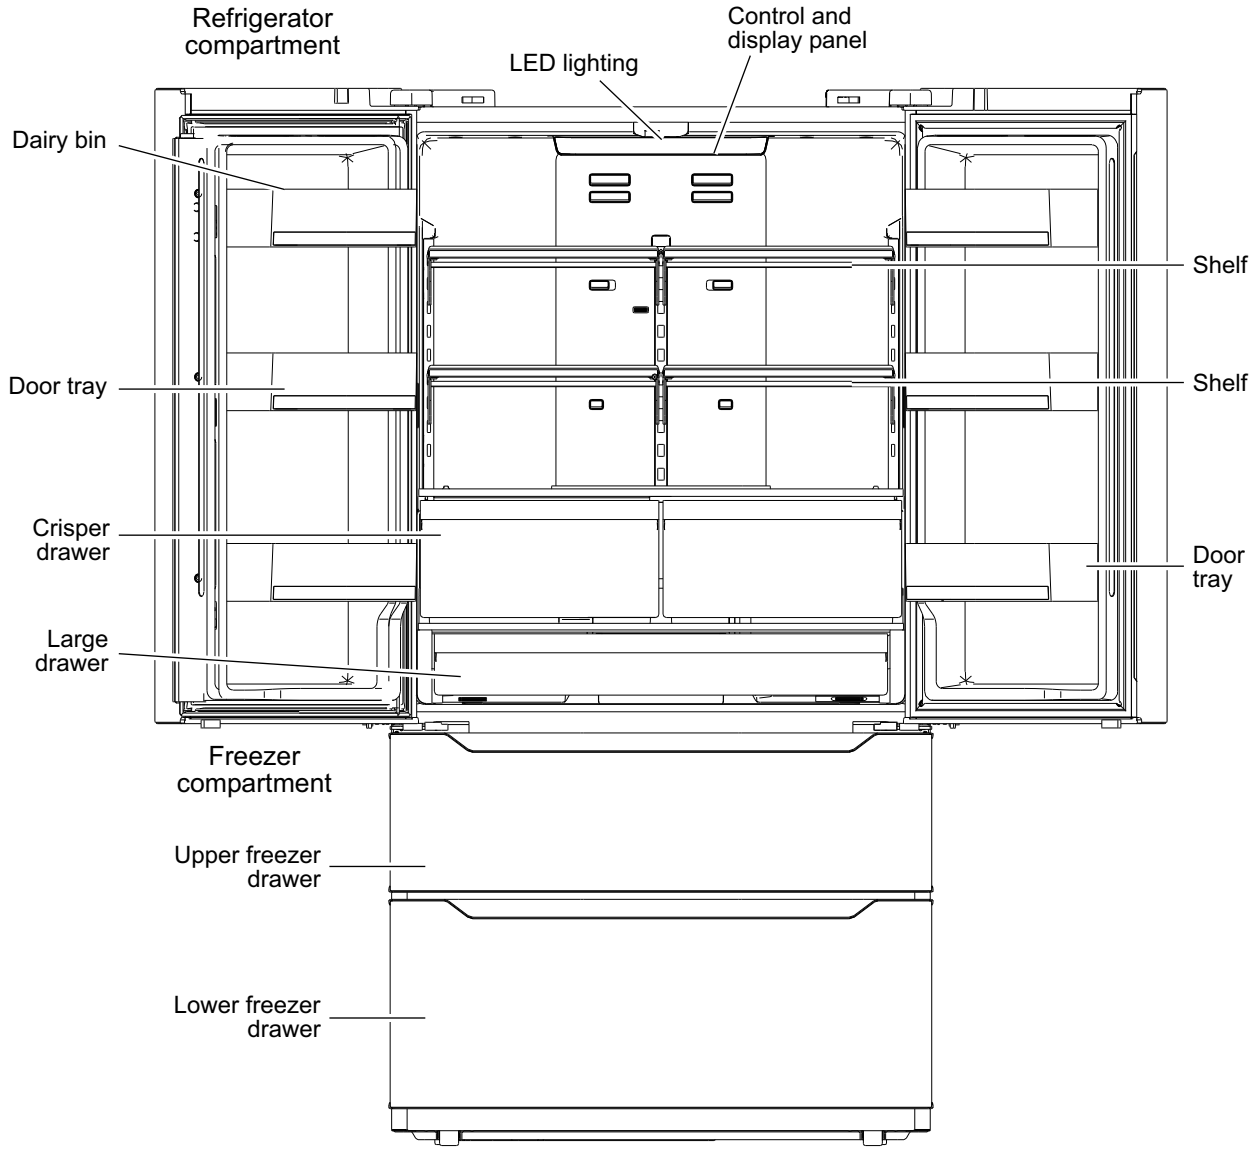 Refrigerator
compartment
Control and
display panel
LED lighting
Dairy bin
Shelf
Door tray
Shelf
Crisper
drawer
Door
tray
Large
drawer
Freezer
compartment
Upper freezer
drawer
Lower freezer
drawer